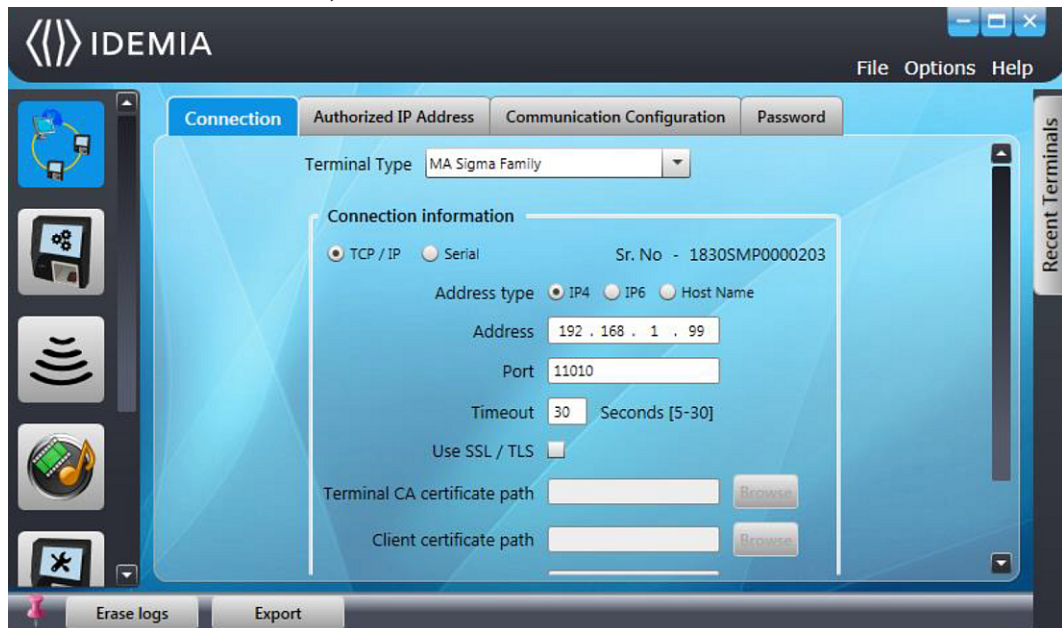 IDEMIA
File Options Help
Connection Authorized IP Address Communication Configuration Password
Recent Terminals
Terminal Type MA Sigma Family
Connection information
TCP / IP Serial Sr. No - 1830SMP0000203
Address type IP4 IP6 Host Name
Address 192 . 168 . 1 . 99
Port 11010
Timeout 30 Seconds [5-30]
Use SSL / TLS
Terminal CA certificate path Browse
Client certificate path Browse
Erase logs Export